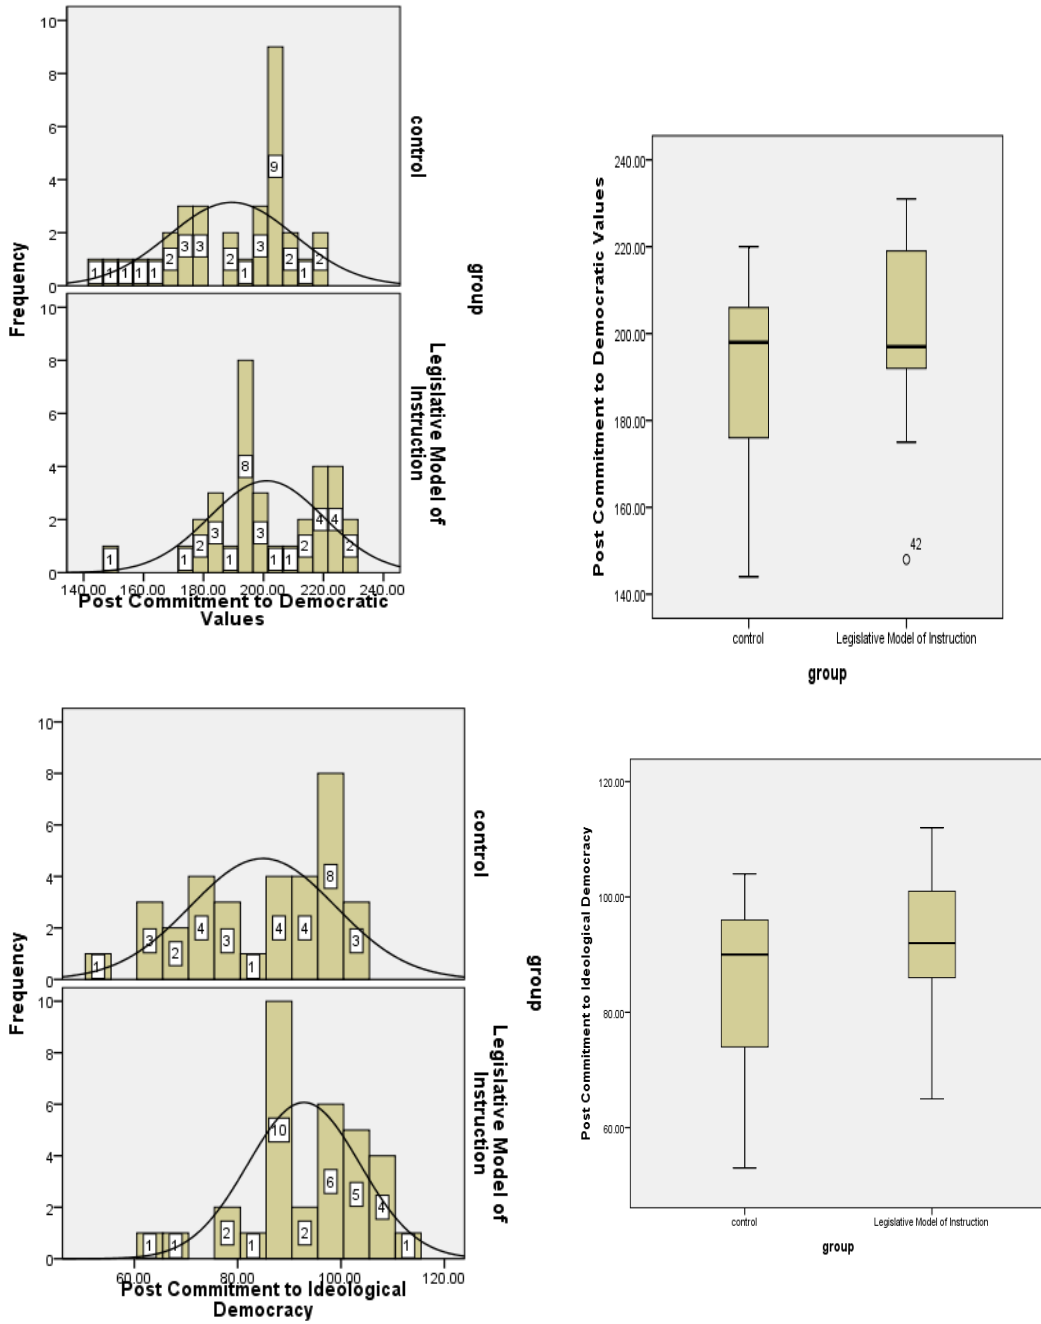 10
8
6
4
2
0
Frequency
1 1 1 1 1 2 3 3 2 1 3 9 2 1 2
control
10
8
6
4
2
0
Frequency
1 1 2 3 1 8 3 1 1 2 4 4 2
Legislative Model of
Instruction
group
140.00 160.00 180.00 200.00 220.00 240.00
Post Commitment to Democratic
Values
Post Commitment to Democratic Values
240.00
220.00
200.00
180.00
160.00
140.00
42
control Legislative Model of Instruction
group
10
8
6
4
2
0
Frequency
1 3 2 4 3 1 4 4 8 3
control
10
8
6
4
2
0
1 1 2 1 10 2 6 5 4 1
Legislative Model of
Instruction
group
60.00 80.00 100.00 120.00
Post Commitment to Ideological
Democracy
Post Commitment to Ideological Democracy
120.00
100.00
80.00
60.00
control Legislative Model of Instruction
group